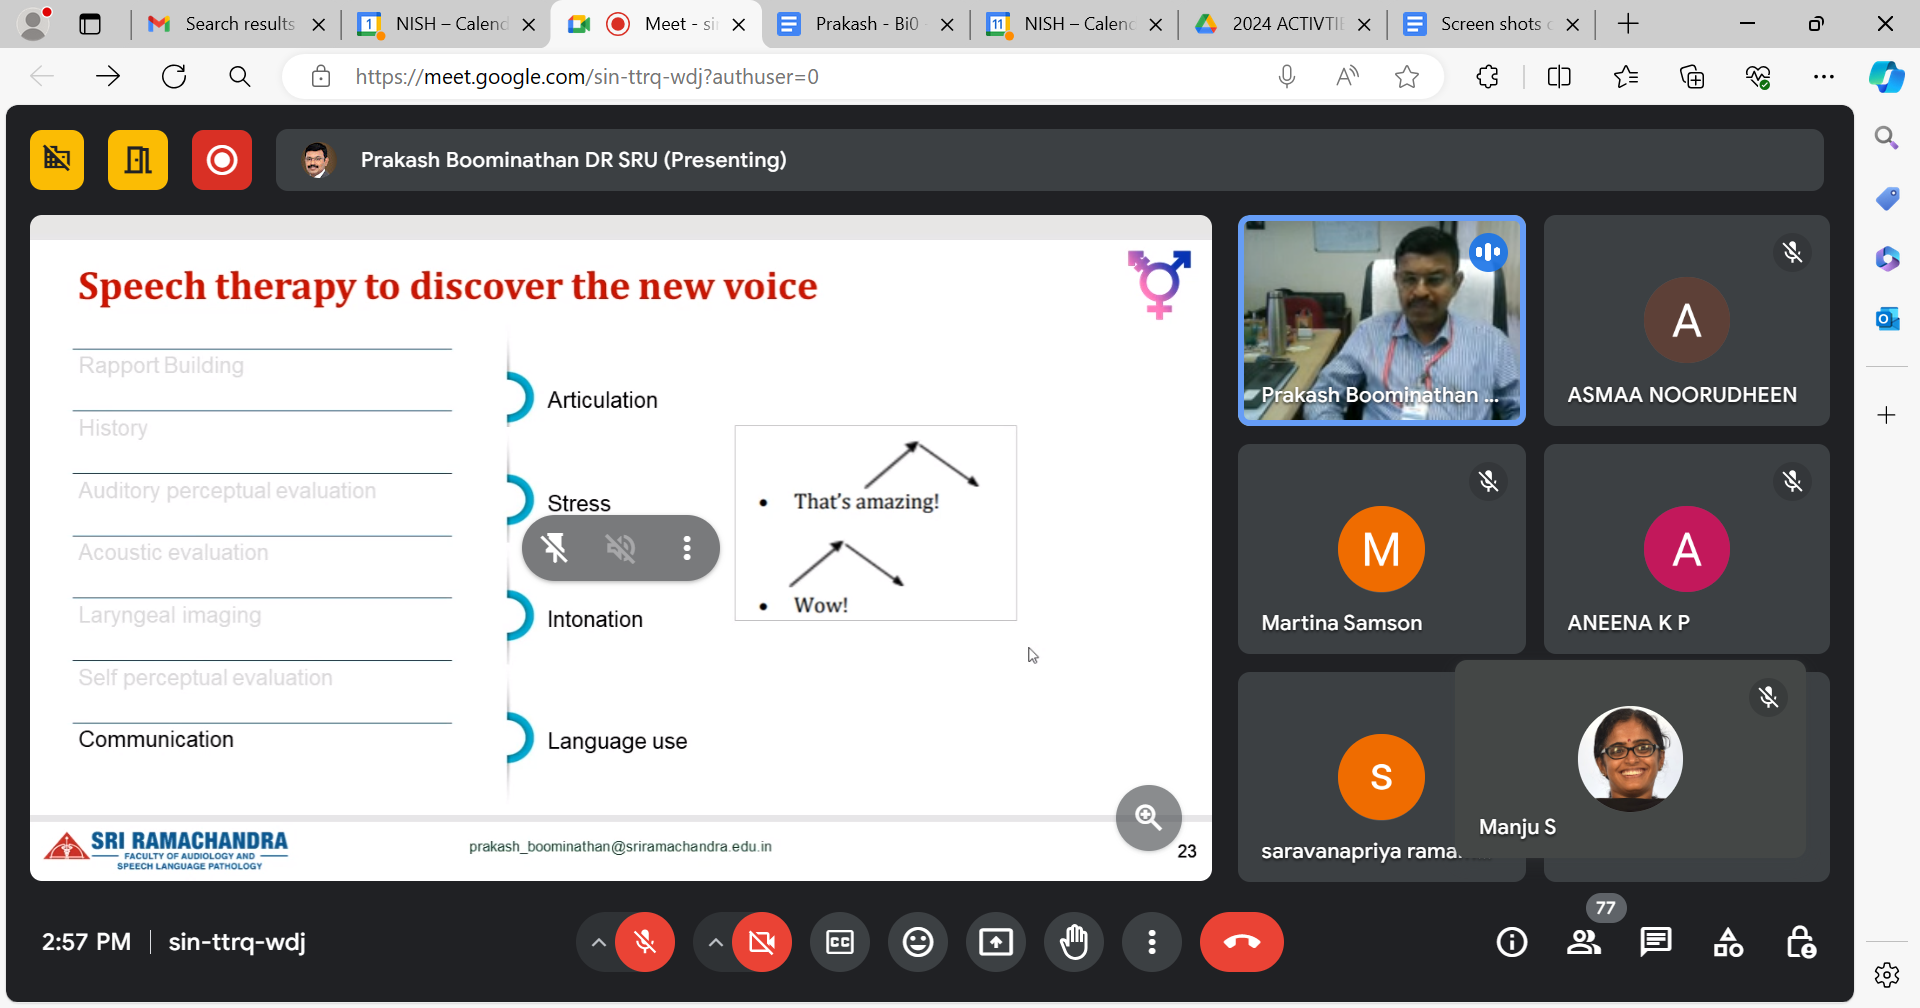 Search results
NISH – Calend
Meet - si
Prakash - Bi0
NISH – Calenc
2024 ACTIVTIE
Screen shots
https://meet.google.com/sin-ttrq-wdj?authuser=0
Prakash Boominathan DR SRU (Presenting)
Speech therapy to discover the new voice
Rapport Building
History
Auditory perceptual evaluation
Acoustic evaluation
Laryngeal imaging
Self perceptual evaluation
Communication
Articulation
Stress
Intonation
Language use
• That's amazing!
• Wow!
SRI RAMACHANDRA
FACULTY OF AUDIOLOGY AND
SPEECH LANGUAGE PATHOLOGY
prakash_boominathan@sriramachandra.edu.in
23
Prakash Boominathan ...
A
ASMAA NOORUDHEEN
M
Martina Samson
A
ANEENA K P
S
saravanapriya rama
Manju S
2:57 PM
sin-ttrq-wdj
CC
77